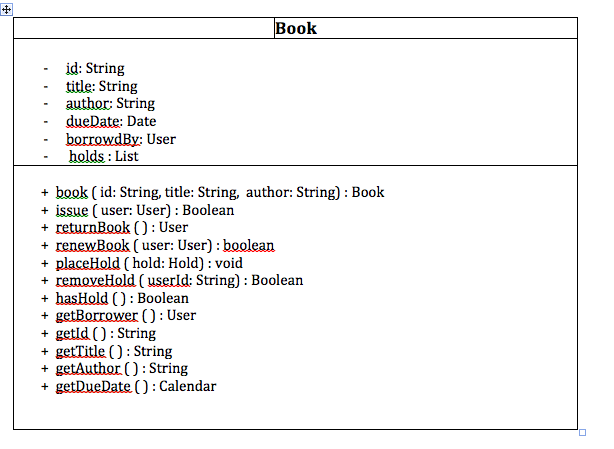 Book
- id: String
- title: String
- author: String
- dueDate: Date
- borrowdBy: User
- holds : List
+ book ( id: String, title: String, author: String) : Book
+ issue ( user: User) : Boolean
+ returnBook ( ) : User
+ renewBook ( user: User) : boolean
+ placeHold ( hold: Hold) : void
+ removeHold ( userId: String) : Boolean
+ hasHold ( ) : Boolean
+ getBorrower ( ) : User
+ getId ( ) : String
+ getTitle ( ) : String
+ getAuthor ( ) : String
+ getDueDate ( ) : Calendar